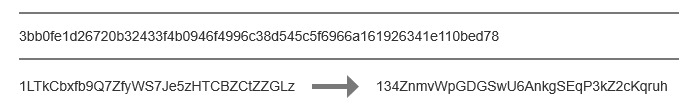 3bb0fe1d26720b32433f4b0946f4996c38d545c5f6966a161926341e110bed78
1LTkCbxfb9Q7ZfyWS7Je5zHTCBZCtZZGLz 134ZnmvWpGDGSwU6AnkgSEqP3kZ2cKqruh